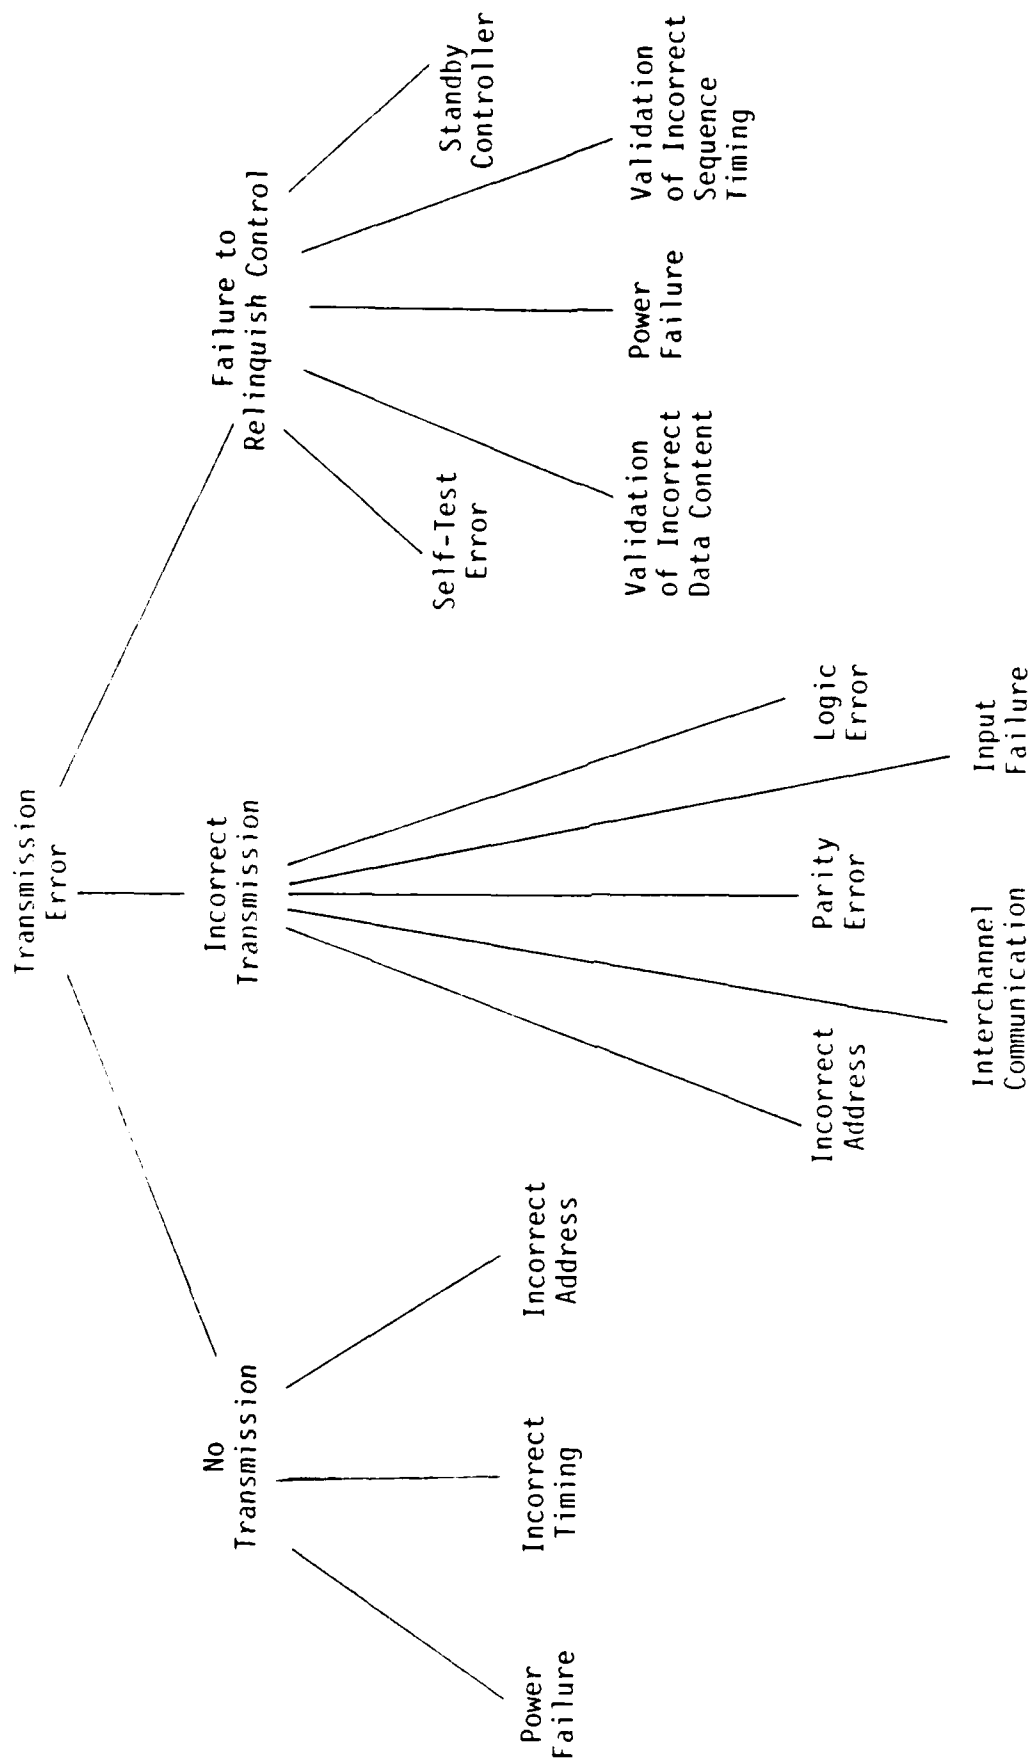 Transmission
Error
No
Transmission
Incorrect
Transmission
Failure to
Relinquish Control
Power
Failure
Incorrect
Timing
Incorrect
Address
Incorrect
Address
Interchannel
Communication
Parity
Error
Input
Failure
Logic
Error
Self-Test
Error
Validation
of Incorrect
Data Content
Power
Failure
Validation
of Incorrect
Sequence
Timing
Standby
Controller